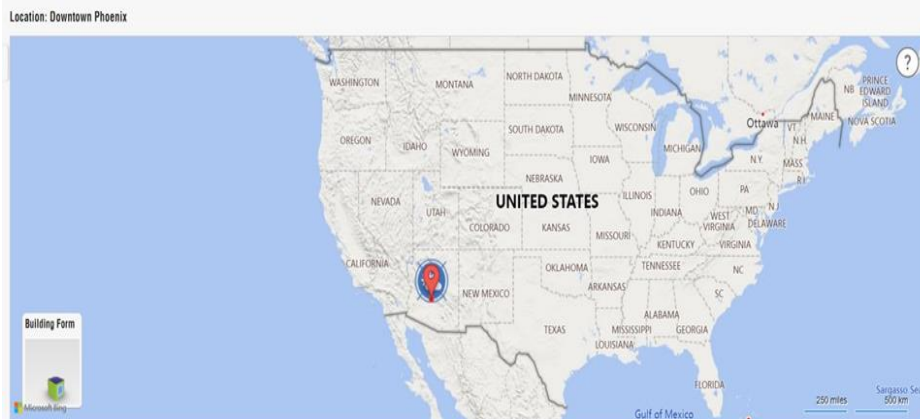 Location: Downtown Phoenix
?
WASHINGTON
MONTANA
NORTH DAKOTA
MINNESOTA
Ottawa
MAINE
NB
PRINCE
EDWARD
ISLAND
NOVA SCOTIA
VT.
N.H.
OREGON
IDAHO
WYOMING
SOUTH DAKOTA
WISCONSIN
MICHIGAN
N.Y.
MASS
R.I.
NEVADA
UTAH
COLORADO
NEBRASKA
IOWA
UNITED STATES
KANSAS
MISSOURI
ILLINOIS
INDIANA
OHIO
PA
N.J.
MD
DELAWARE
WEST
VIRGINIA
VIRGINIA
KENTUCKY
CALIFORNIA
NEW MEXICO
OKLAHOMA
ARKANSAS
TENNESSEE
NC
SC
TEXAS
LOUISIANA
MISSISSIPPI
ALABAMA
GEORGIA
FLORIDA
Gulf of Mexico
Sargasso Sea
250 miles
500 km
Building Form
Microsoft Bing